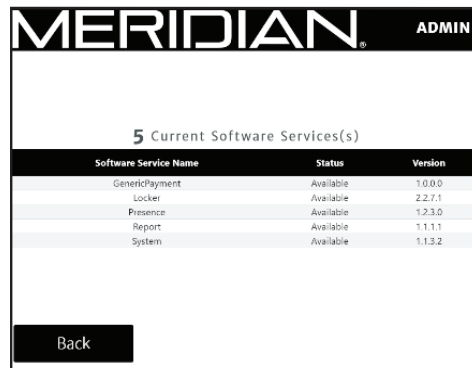 MERIDIAN® ADMIN
5 Current Software Services(s)
Software Service Name Status Version
GenericPayment Available 1.0.0.0
Locker Available 2.2.7.1
Presence Available 1.2.3.0
Report Available 1.1.1.1
System Available 1.1.3.2
Back